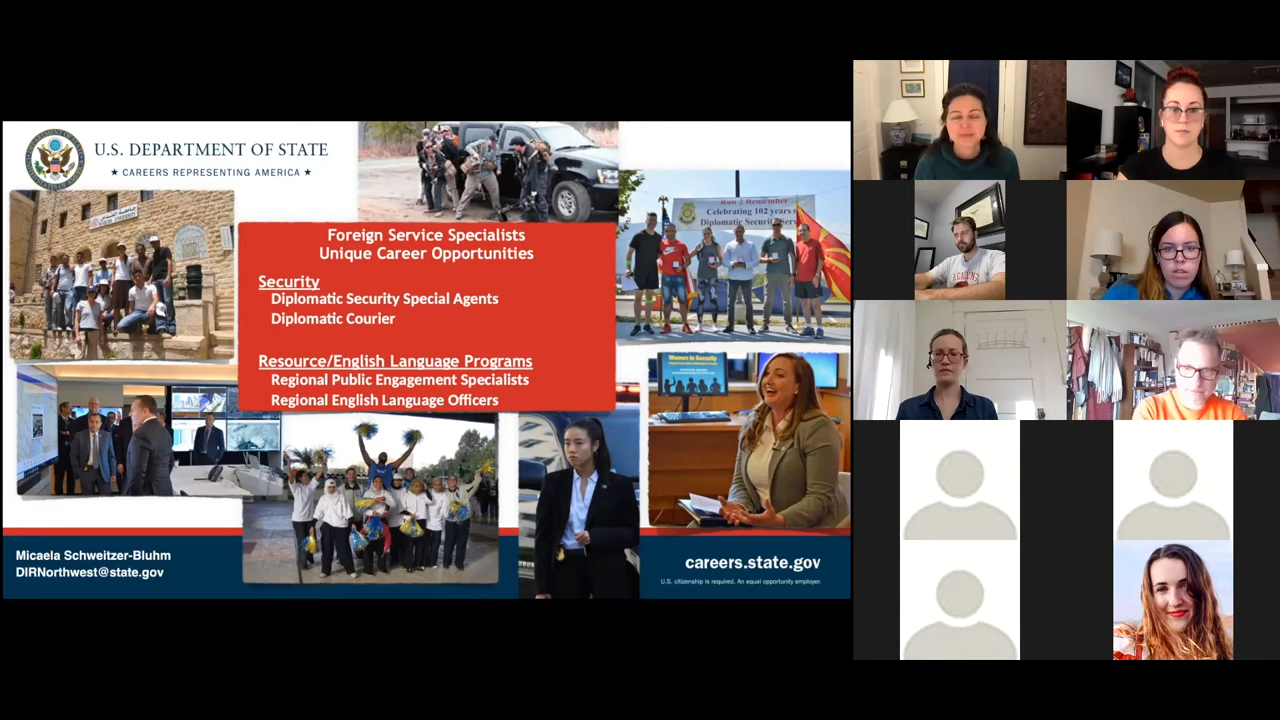 U.S. DEPARTMENT OF STATE
★ CAREERS REPRESENTING AMERICA ★
Run 2 Remember
Celebrating 102 years
Diplomatic Security
Foreign Service Specialists
Unique Career Opportunities
Security
Diplomatic Security Special Agents
Diplomatic Courier
Resource/English Language Programs
Regional Public Engagement Specialists
Regional English Language Officers
Women in Security
Micaela Schweitzer-Bluhm
DIRNorthwest@state.gov
careers.state.gov
U.S. citizenship is required. An equal opportunity employer.